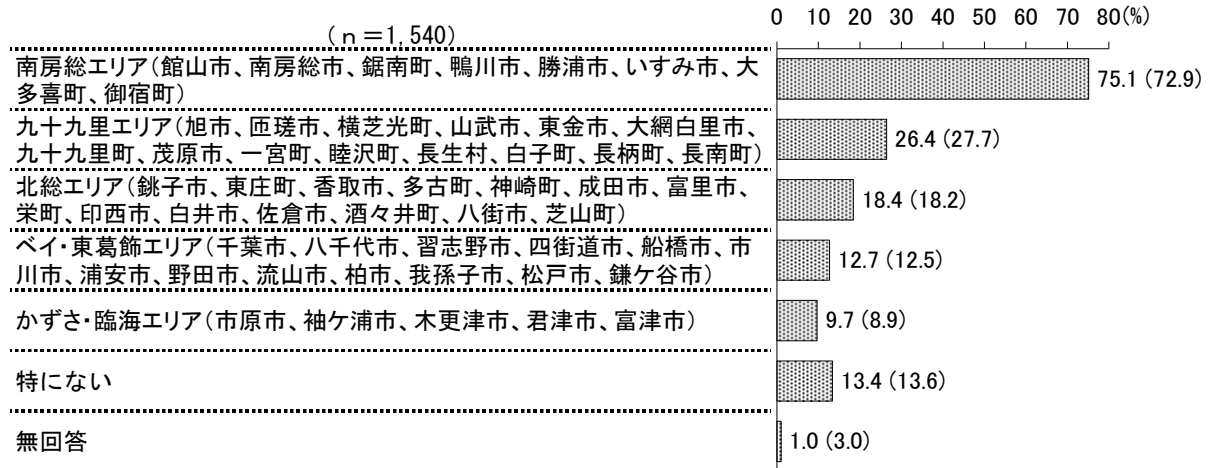 0 10 20 30 40 50 60 70 80(%)
(n=1,540)
南房総エリア(館山市、南房総市、鋸南町、鴨川市、勝浦市、いすみ市、大
多喜町、御宿町)
75.1 (72.9)
九十九里エリア(旭市、匝瑳市、横芝光町、山武市、東金市、大網白里市、
九十九里町、茂原市、一宮町、睦沢町、長生村、白子町、長柄町、長南町)
26.4 (27.7)
北総エリア(銚子市、東庄町、香取市、多古町、神崎町、成田市、富里市、
栄町、印西市、白井市、佐倉市、酒々井町、八街市、芝山町)
18.4 (18.2)
ベイ・東葛飾エリア(千葉市、八千代市、習志野市、四街道市、船橋市、市
川市、浦安市、野田市、流山市、柏市、我孫子市、松戸市、鎌ケ谷市)
12.7 (12.5)
かずさ・臨海エリア(市原市、袖ケ浦市、木更津市、君津市、富津市)
9.7 (8.9)
特にない
13.4 (13.6)
無回答
1.0 (3.0)